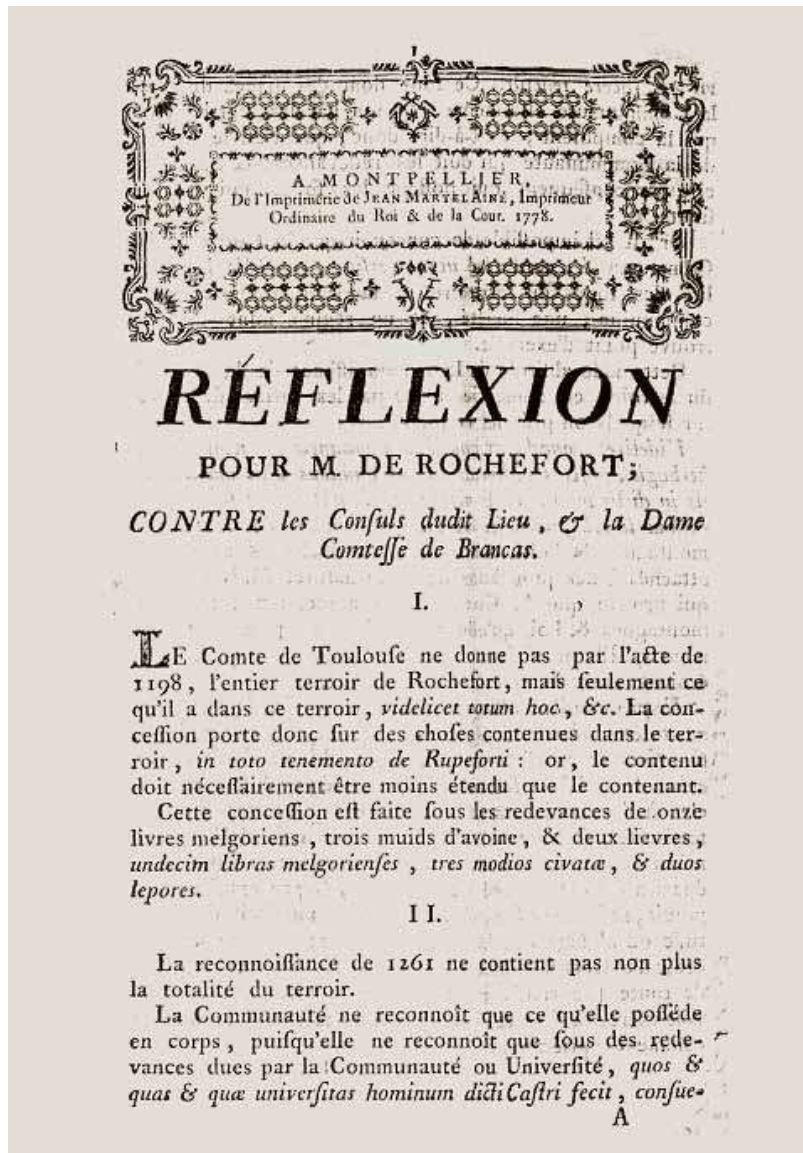 1
A MONTPELLIER,
De l'Imprimerie de JEAN MARTEL AINÉ, Imprimeur
Ordinaire du Roi & de la Cour. 1778.
RÉFLEXION
POUR M. DE ROCHEFORT;
CONTRE les Conſuls dudit Lieu, & la Dame
Comteſſe de Brancas.
I.
LE Comte de Toulouſe ne donne pas par l'acte de
1198, l'entier terroir de Rochefort, mais ſeulement ce
qu'il a dans ce terroir, videlicet totum hoc, &c. La con-
ceſſion porte donc ſur des choſes contenues dans le ter-
roir, in toto tenemento de Rupeforti : or, le contenu
doit néceſſairement être moins étendu que le contenant.
Cette conceſſion eſt faite ſous les redevances de onze
livres melgoriens, trois muids d'avoine, & deux lievres,
undecim libras melgorienſes, tres modios civatæ, & duos
lepores.
II.
La reconnoiſſance de 1261 ne contient pas non plus
la totalité du terroir.
La Communauté ne reconnoît que ce qu'elle poſſéde
en corps, puiſqu'elle ne reconnoît que ſous des rede-
vances dues par la Communauté ou Univerſité, quos &
quas & quæ univerſitas hominum dicti Caſtri fecit, conſue-
A